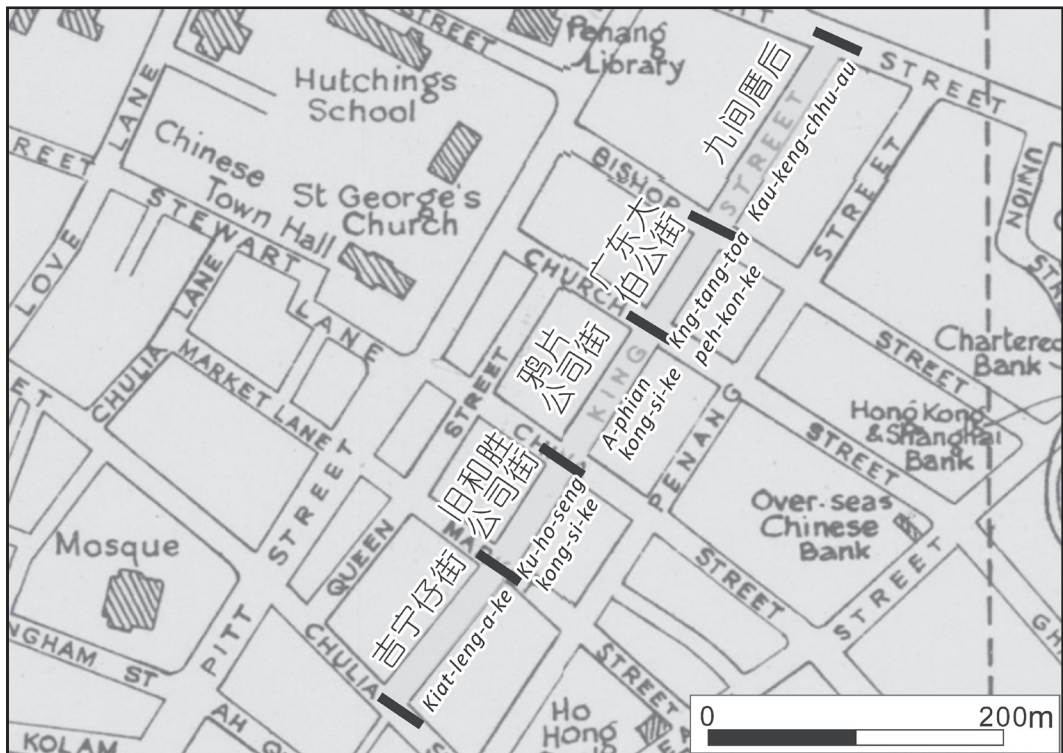 STREET
Penang
Library
STREET
Hutchings
School
九间厝后
Kau-keng-chhu-au
STREET
LANE
REET
Chinese
Town Hall
St George's
Church
BISHOP
STREET
UNION
STEWART
LANE
LOVE
LANE
CHULIA
MARKET LANE
广东大
伯公街
Kng-tang-toa
peh-kon-ke
CHURCH
STREET
Chartered
Bank
鸦片
公司街
A-phian
kong-si-ke
KING
STREET
PENANG
STREET
Hong Kong
& Shanghai
Bank
旧和胜
公司街
Ku-ho-seng
kong-si-ke
STREET
QUEEN
Over-seas
Chinese
Bank
STREET
STREET
Mosque
吉宁仔街
Kiat-leng-a-ke
CHULIA
PITT
NGHAM ST
STREET
KOLAM
AH Q
Ho
Hong
0
200m